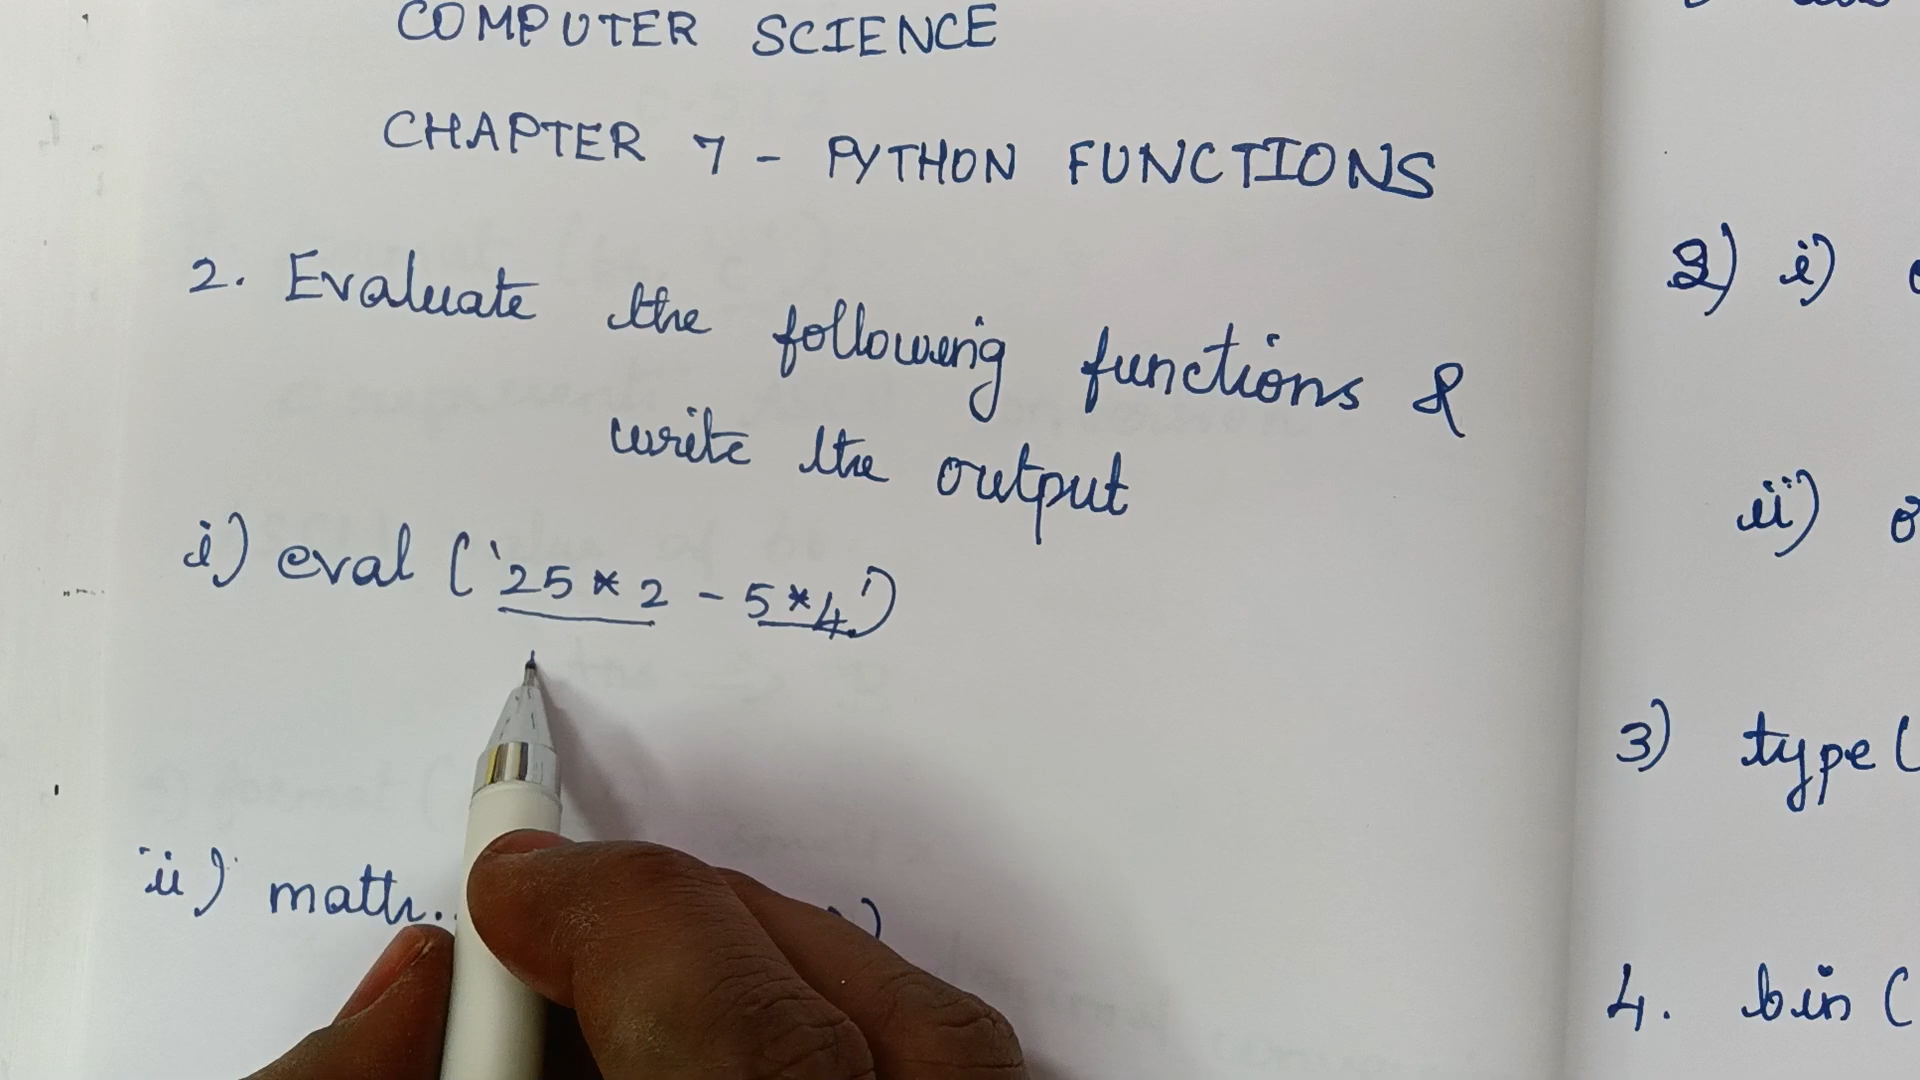 COMPUTER SCIENCE
CHAPTER 7 - PYTHON FUNCTIONS
2. Evaluate the following functions &
write the output
i) eval ('25*2 - 5*4')
ii) math.
2) i)
ii)
3) type (
4. bin (